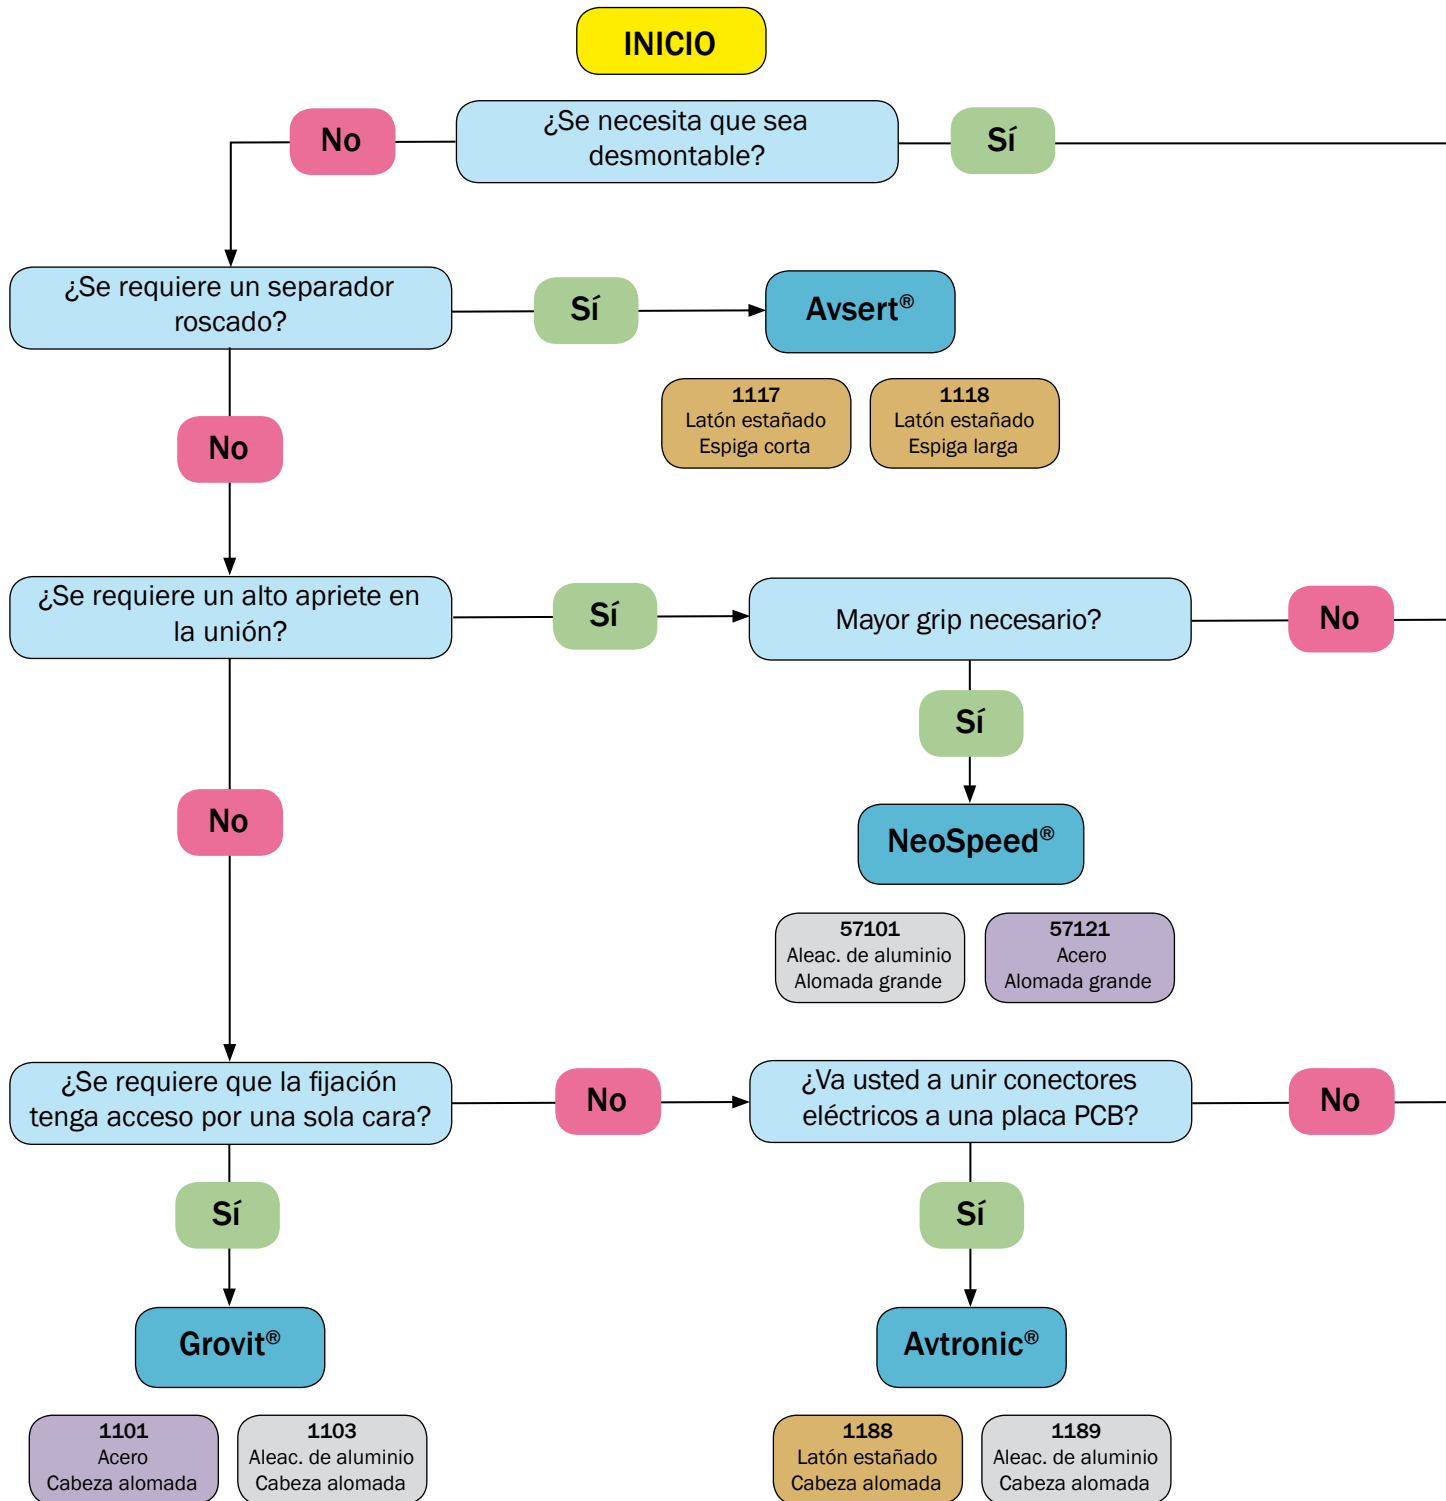 INICIO
¿Se necesita que sea
desmontable?
No
Sí
¿Se requiere un separador
roscado?
Sí
Avsert®
1117
Latón estañado
Espiga corta
1118
Latón estañado
Espiga larga
No
¿Se requiere un alto apriete en
la unión?
Sí
Mayor grip necesario?
No
Sí
NeoSpeed®
57101
Aleac. de aluminio
Alomada grande
57121
Acero
Alomada grande
No
¿Se requiere que la fijación
tenga acceso por una sola cara?
No
¿Va usted a unir conectores
eléctricos a una placa PCB?
No
Sí
Sí
Grovit®
Avtronic®
1101
Acero
Cabeza alomada
1103
Aleac. de aluminio
Cabeza alomada
1188
Latón estañado
Cabeza alomada
1189
Aleac. de aluminio
Cabeza alomada